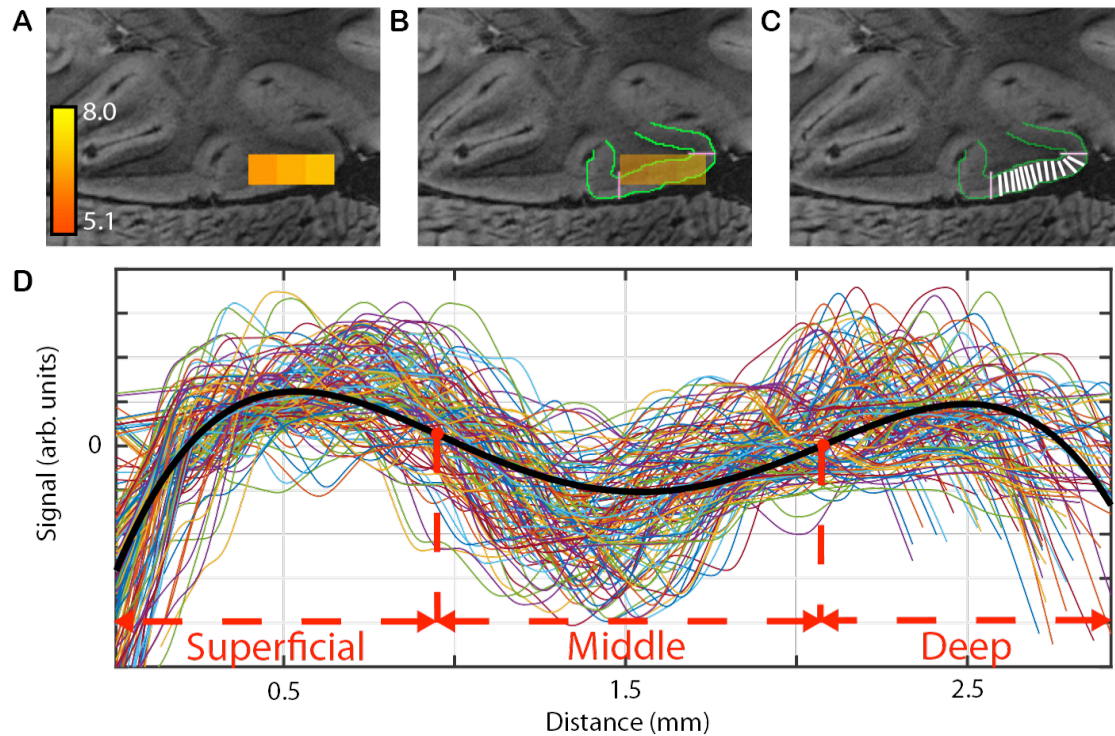 A B C
8.0
5.1
D
Signal (arb. units)
0
Superficial Middle Deep
0.5 1.5 2.5
Distance (mm)